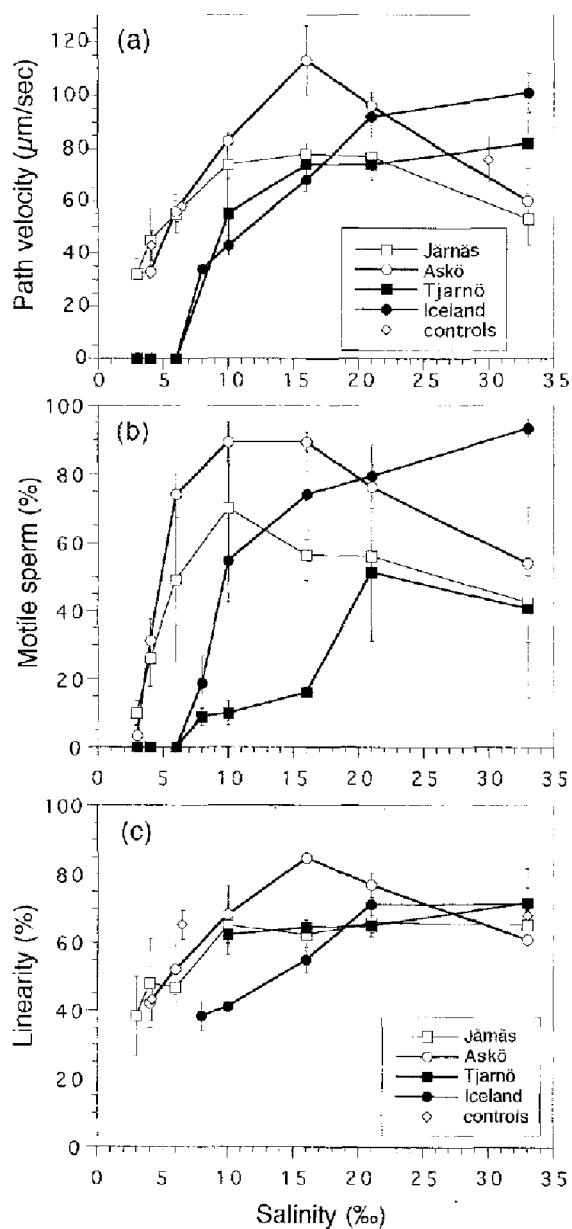 (a)
Path velocity (µm/sec)
120
100
80
60
40
20
0
Järnäs
Askö
Tjarnö
Iceland
controls
0 5 10 15 20 25 30 35
(b)
Motile sperm (%)
100
80
60
40
20
0
0 5 10 15 20 25 30 35
(c)
Linearity (%)
100
80
60
40
20
0
Järnäs
Askö
Tjarnö
Iceland
controls
0 5 10 15 20 25 30 35
Salinity (‰)